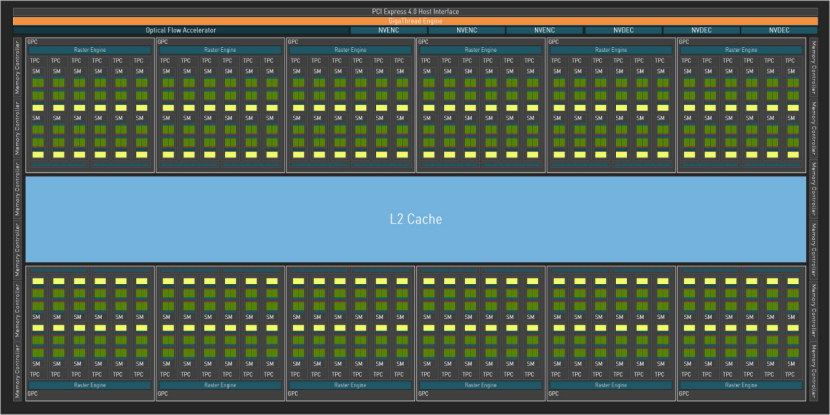 PCI Express 4.0 Host Interface
GigaThread Engine
Optical Flow Accelerator NVENC NVENC NVENC NVDEC NVDEC NVDEC
GPC GPC GPC GPC GPC GPC
Raster Engine Raster Engine Raster Engine Raster Engine Raster Engine Raster Engine
TPC TPC TPC TPC TPC TPC TPC TPC TPC TPC TPC TPC TPC TPC TPC TPC TPC TPC TPC TPC TPC TPC TPC TPC TPC TPC TPC TPC TPC TPC TPC TPC TPC TPC TPC TPC
SM SM SM SM SM SM SM SM SM SM SM SM SM SM SM SM SM SM SM SM SM SM SM SM SM SM SM SM SM SM SM SM SM SM SM SM
SM SM SM SM SM SM SM SM SM SM SM SM SM SM SM SM SM SM SM SM SM SM SM SM SM SM SM SM SM SM SM SM SM SM SM SM
L2 Cache
SM SM SM SM SM SM SM SM SM SM SM SM SM SM SM SM SM SM SM SM SM SM SM SM SM SM SM SM SM SM SM SM SM SM SM SM
SM SM SM SM SM SM SM SM SM SM SM SM SM SM SM SM SM SM SM SM SM SM SM SM SM SM SM SM SM SM SM SM SM SM SM SM
TPC TPC TPC TPC TPC TPC TPC TPC TPC TPC TPC TPC TPC TPC TPC TPC TPC TPC TPC TPC TPC TPC TPC TPC TPC TPC TPC TPC TPC TPC TPC TPC TPC TPC TPC TPC
Raster Engine Raster Engine Raster Engine Raster Engine Raster Engine Raster Engine
GPC GPC GPC GPC GPC GPC
Memory Controller
Memory Controller
Memory Controller
Memory Controller
Memory Controller
Memory Controller
Memory Controller
Memory Controller
Memory Controller
Memory Controller
Memory Controller
Memory Controller